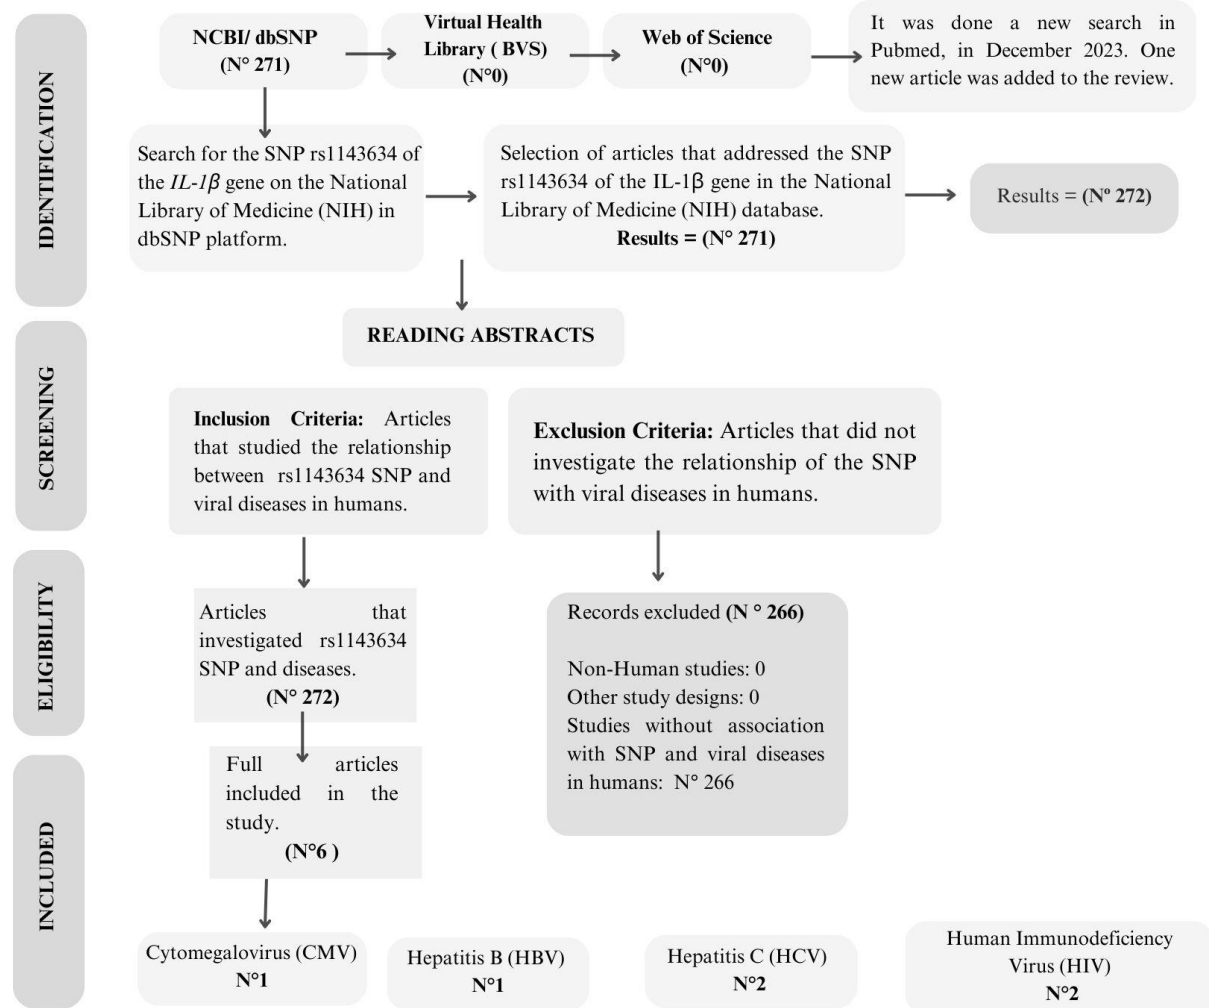 IDENTIFICATION
NCBI/ dbSNP
(N° 271)
Virtual Health
Library ( BVS)
(N°0)
Web of Science
(N°0)
It was done a new search in
Pubmed, in December 2023. One
new article was added to the review.
Search for the SNP rs1143634 of
the IL-1β gene on the National
Library of Medicine (NIH) in
dbSNP platform.
Selection of articles that addressed the SNP
rs1143634 of the IL-1β gene in the National
Library of Medicine (NIH) database.
Results = (N° 271)
Results = (Nº 272)
SCREENING
READING ABSTRACTS
Inclusion Criteria: Articles
that studied the relationship
between rs1143634 SNP and
viral diseases in humans.
Exclusion Criteria: Articles that did not
investigate the relationship of the SNP
with viral diseases in humans.
ELIGIBILITY
Articles that
investigated rs1143634
SNP and diseases.
(N° 272)
Records excluded (N ° 266)
Non-Human studies: 0
Other study designs: 0
Studies without association
with SNP and viral diseases
in humans: N° 266
INCLUDED
Full articles
included in the
study.
(N°6 )
Cytomegalovirus (CMV)
N°1
Hepatitis B (HBV)
N°1
Hepatitis C (HCV)
N°2
Human Immunodeficiency
Virus (HIV)
N°2